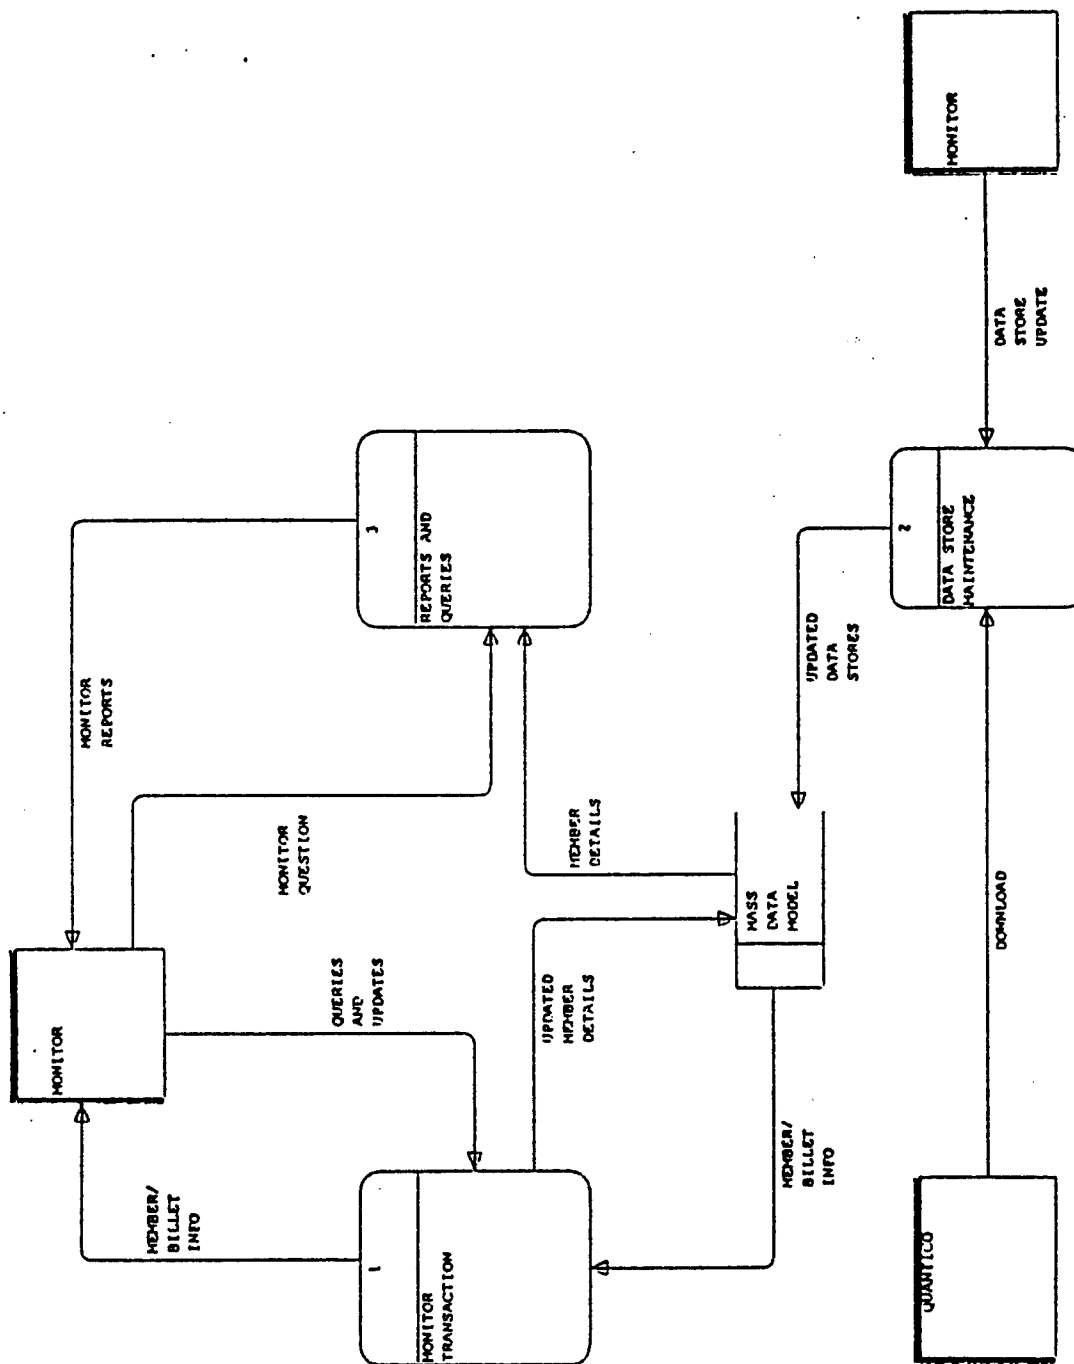 MONITOR
MEMBER/
BILLET
INFO
QUERIES
AND
UPDATES
MONITOR
QUESTION
MONITOR
REPORTS
1
MONITOR
TRANSACTION
3
REPORTS AND
QUERIES
UPDATED
MEMBER
DETAILS
MEMBER
DETAILS
MASS
DATA
MODEL
MEMBER/
BILLET
INFO
UPDATED
DATA
STORES
QUANTICO
DOWNLOAD
2
DATA STORE
MAINTENANCE
DATA
STORE
UPDATE
MONITOR